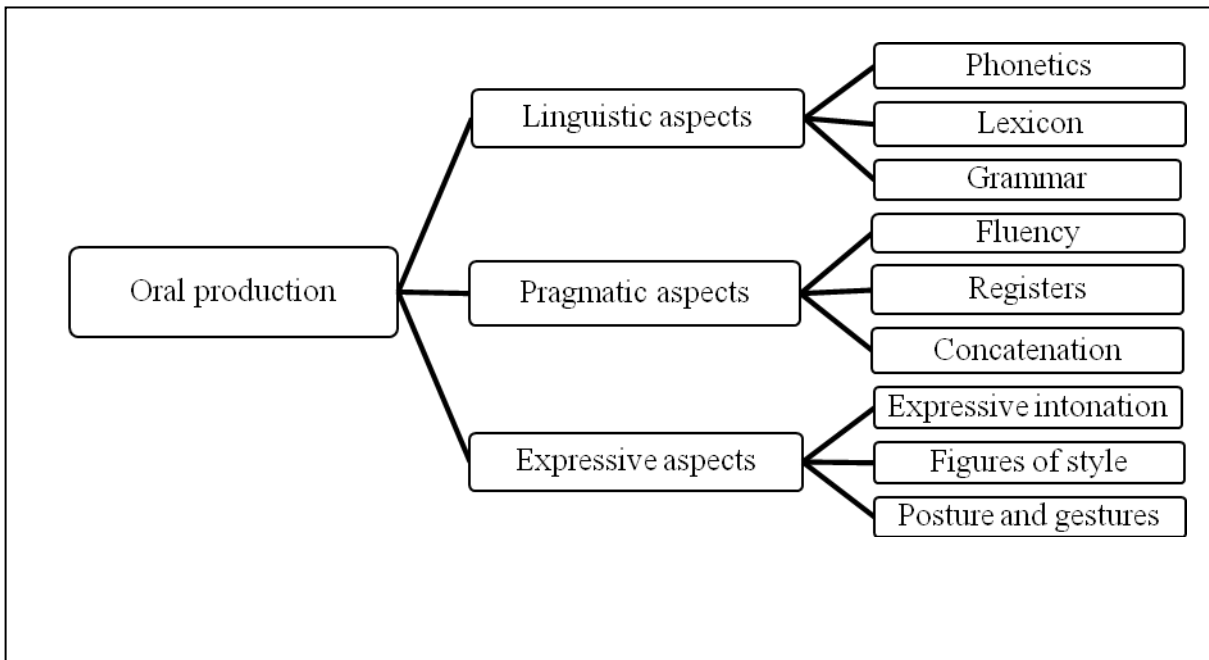 Oral production
Linguistic aspects
Phonetics
Lexicon
Grammar
Pragmatic aspects
Fluency
Registers
Concatenation
Expressive aspects
Expressive intonation
Figures of style
Posture and gestures